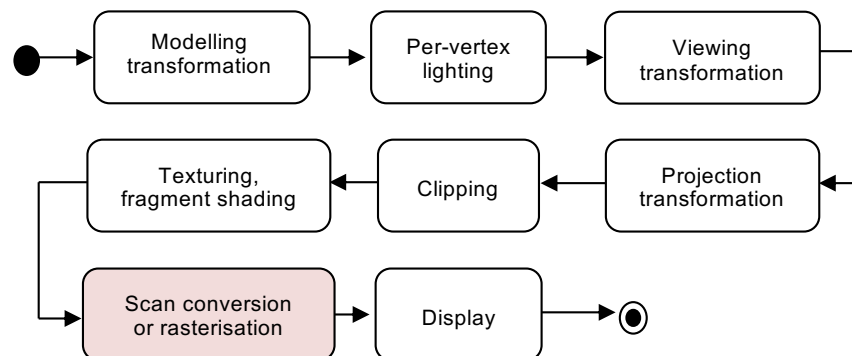 Modelling
transformation
Per-vertex
lighting
Viewing
transformation
Projection
transformation
Clipping
Texturing,
fragment shading
Scan conversion
or rasterisation
Display